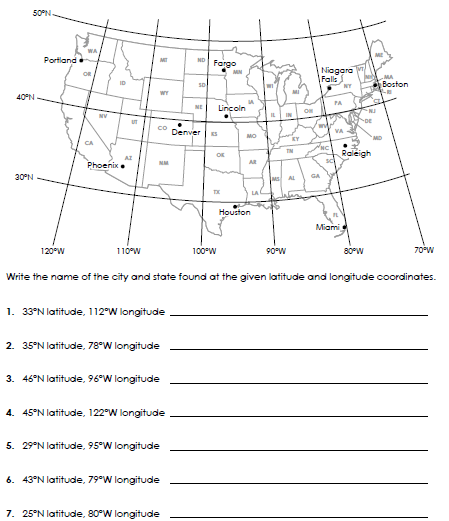 50°N
WA
ME
Portland
MT
ND
Fargo
MN
OR
Niagara
Falls
VT
NH
MA
Boston
ID
SD
WI
MI
NY
RI
WY
40°N
IA
PA
CT
NE
Lincoln
NJ
NV
UT
CO
Denver
KS
IL
IN
OH
DE
WV
VA
MO
KY
MD
CA
NC
Raleigh
TN
SC
AZ
Phoenix
NM
OK
AR
30°N
MS
AL
GA
TX
LA
Houston
FL
Miami
120°W
110°W
100°W
90°W
80°W
70°W
Write the name of the city and state found at the given latitude and longitude coordinates.
1. 33°N latitude, 112°W longitude
2. 35°N latitude, 78°W longitude
3. 46°N latitude, 96°W longitude
4. 45°N latitude, 122°W longitude
5. 29°N latitude, 95°W longitude
6. 43°N latitude, 79°W longitude
7. 25°N latitude, 80°W longitude